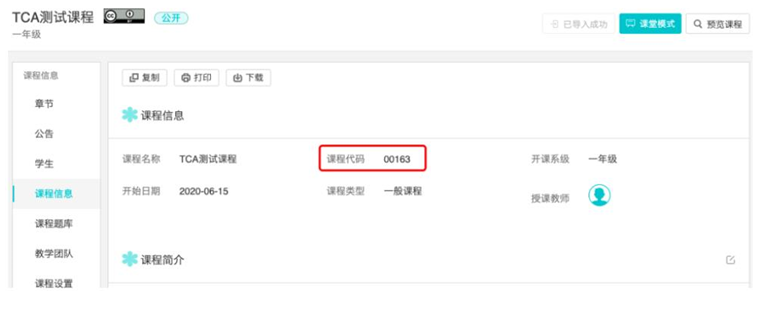 TCA测试课程 公开
一年级
已导入成功 课堂模式 预览课程
课程信息
章节
公告
学生
课程信息
课程题库
教学团队
课程设置
复制 打印 下载
课程信息
课程名称 TCA测试课程 课程代码 00163 开课系级 一年级
开始日期 2020-06-15 课程类型 一般课程 授课教师
课程简介